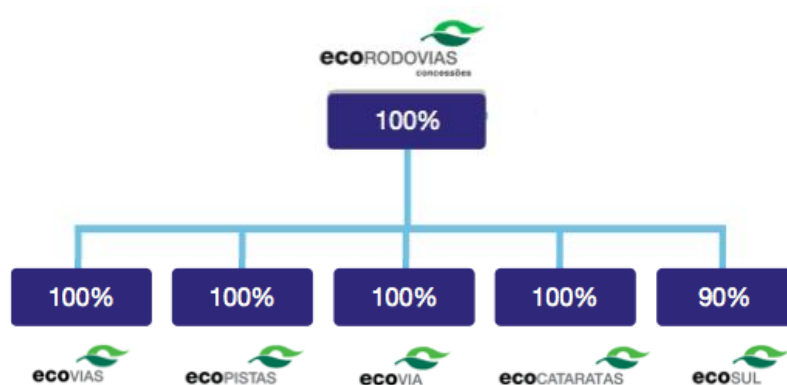 ecoRODOVIAS
concessões
100%
100%
100%
100%
100%
90%
ecoVIAS
ecoPISTAS
ecoVIA
ecoCATARATAS
ecoSUL